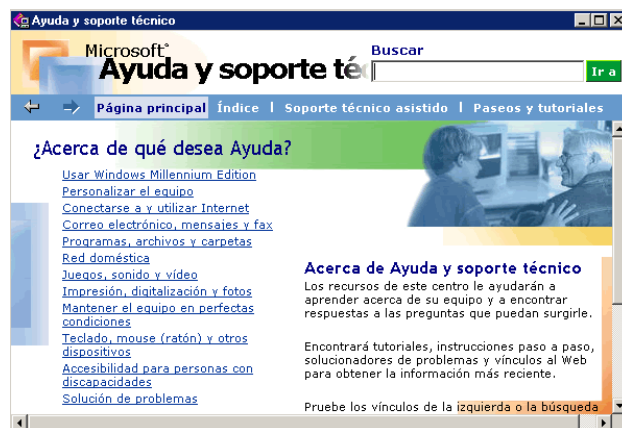 Ayuda y soporte técnico
Microsoft®
Ayuda y soporte té
Buscar
Ir a
Página principal Índice | Soporte técnico asistido | Paseos y tutoriales
¿Acerca de qué desea Ayuda?
Usar Windows Millennium Edition
Personalizar el equipo
Conectarse a y utilizar Internet
Correo electrónico, mensajes y fax
Programas, archivos y carpetas
Red doméstica
Juegos, sonido y vídeo
Impresión, digitalización y fotos
Mantener el equipo en perfectas
condiciones
Teclado, mouse (ratón) y otros
dispositivos
Accesibilidad para personas con
discapacidades
Solución de problemas
Acerca de Ayuda y soporte técnico
Los recursos de este centro le ayudarán a
aprender acerca de su equipo y a encontrar
respuestas a las preguntas que puedan surgirle.
Encontrará tutoriales, instrucciones paso a paso,
solucionadores de problemas y vínculos al Web
para obtener la información más reciente.
Pruebe los vínculos de la izquierda o la búsqueda